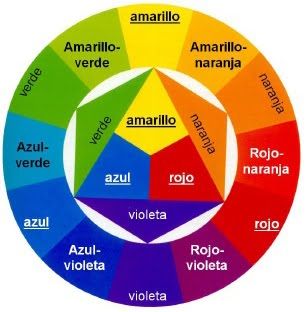 amarillo
Amarillo-
verde
Amarillo-
naranja
verde
naranja
amarillo
verde
naranja
Azul-
verde
Rojo-
naranja
azul
rojo
azul
rojo
violeta
Azul-
violeta
Rojo-
violeta
violeta